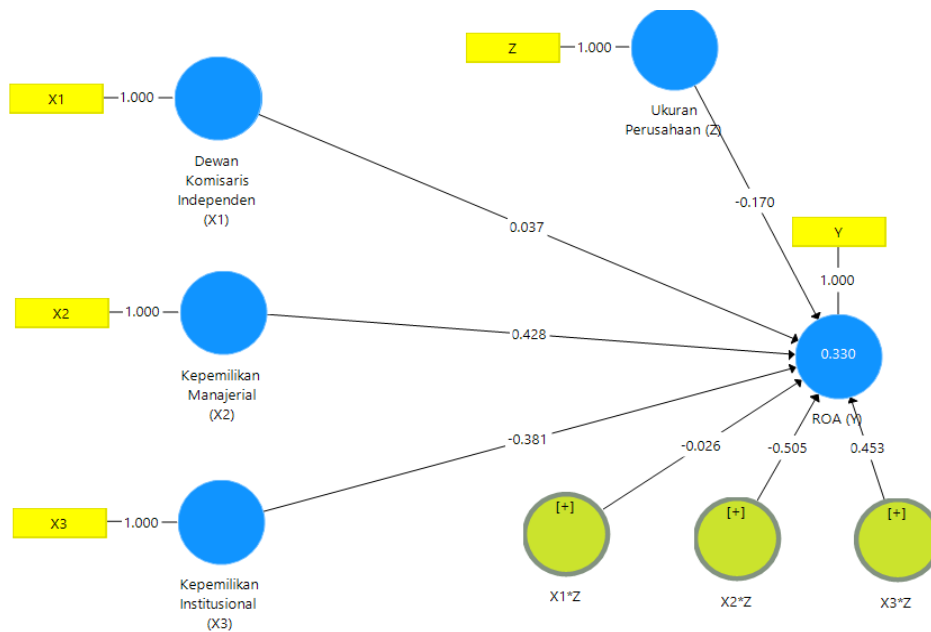 Z
1.000
Ukuran
Perusahaan (Z)
X1
1.000
Dewan
Komisaris
Independen
(X1)
0.037
-0.170
Y
1.000
X2
1.000
Kepemilikan
Manajerial
(X2)
0.428
0.330
ROA (Y)
-0.381
-0.026
-0.505
0.453
X3
1.000
Kepemilikan
Institusional
(X3)
[+]
X1*Z
[+]
X2*Z
[+]
X3*Z